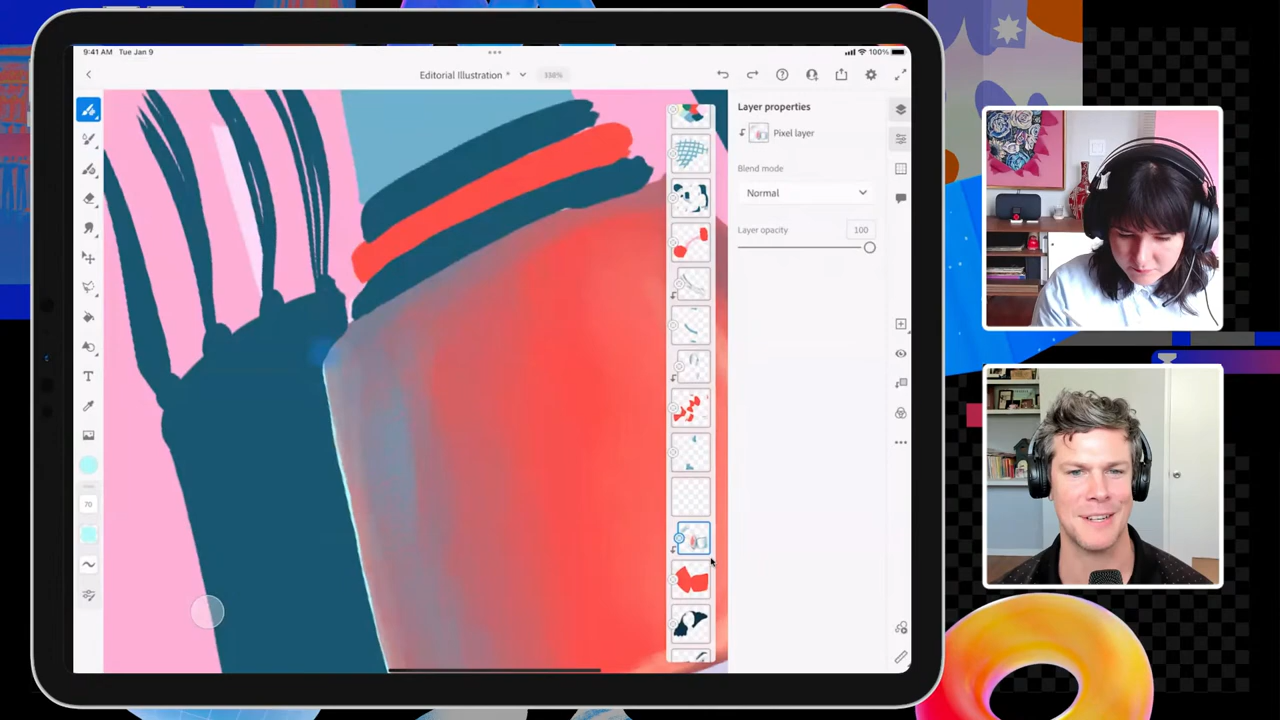 9:41 AM Tue Jan 9
100%
Editorial Illustration *
Layer properties
Pixel layer
Blend mode
Normal
Layer opacity
100
T
70